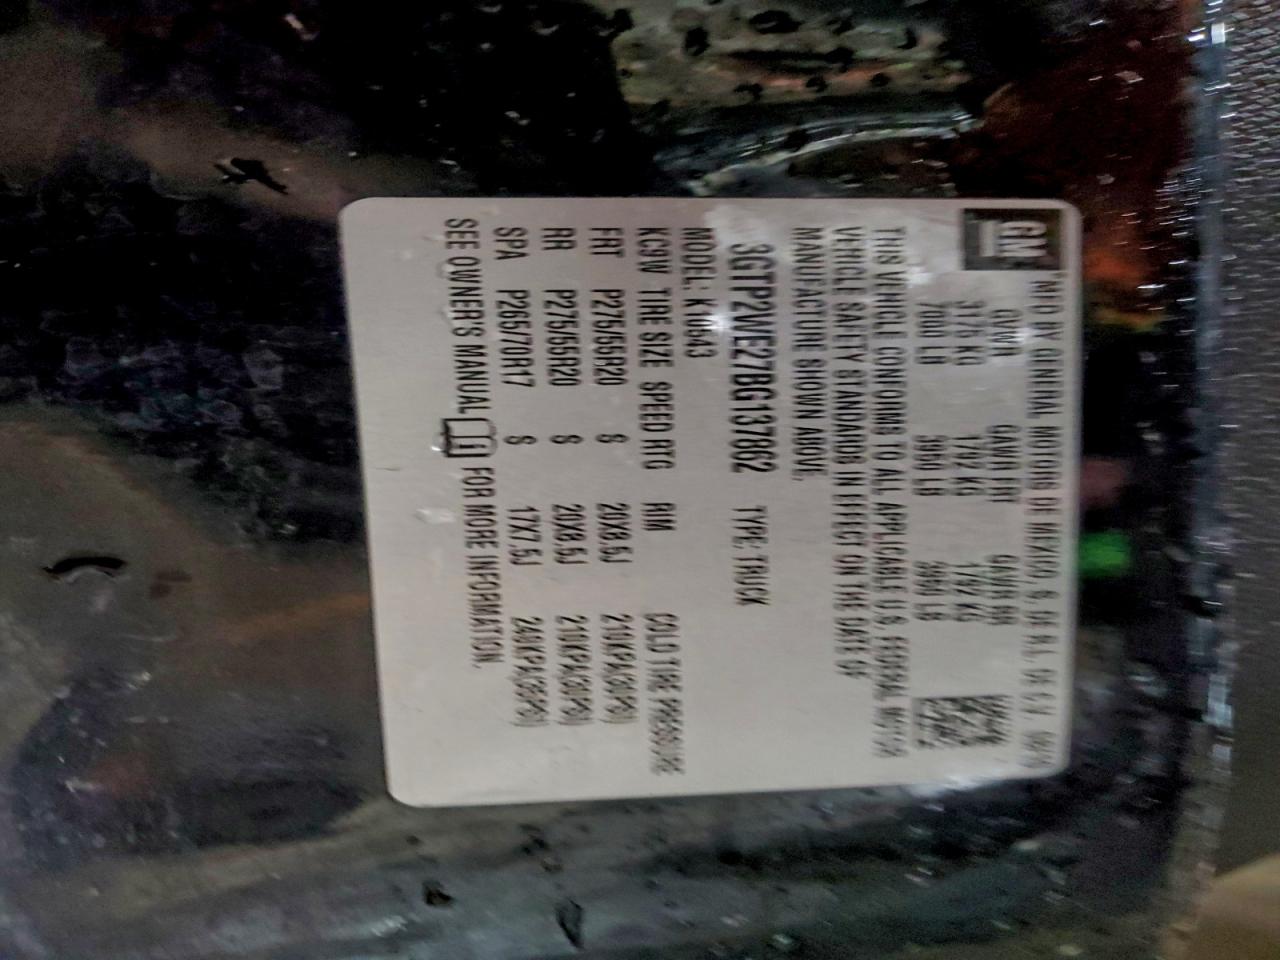 GM
MFD BY GENERAL MOTORS DE MEXICO, S. DE R.L. DE C.V.
GVWR GAWR FRT GAWR RR
3175 KG 1792 KG 1792 KG
7000 LB 3950 LB 3950 LB
THIS VEHICLE CONFORMS TO ALL APPLICABLE U.S. FEDERAL MOTOR
VEHICLE SAFETY STANDARDS IN EFFECT ON THE DATE OF
MANUFACTURE SHOWN ABOVE.
3GTP2WE27BG137862 TYPE: TRUCK
MODEL: K10543
KC9W TIRE SIZE SPEED RTG RIM COLD TIRE PRESSURE
FRT P275/55R20 S 20X8.5J 210KPA(30PSI)
RR P275/55R20 S 20X8.5J 210KPA(30PSI)
SPA P265/70R17 S 17X7.5J 240KPA(35PSI)
SEE OWNER'S MANUAL FOR MORE INFORMATION.